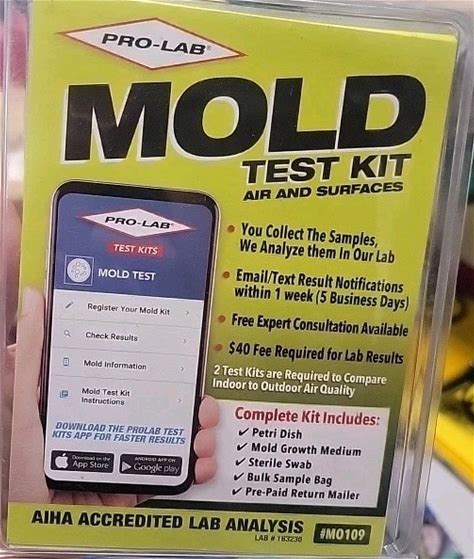 PRO-LAB®
MOLD
TEST KIT
AIR AND SURFACES
PRO-LAB®
TEST KITS
MOLD TEST
Register Your Mold Kit
Check Results
Mold Information
Mold Test Kit
Instructions
DOWNLOAD THE PROLAB TEST
KITS APP FOR FASTER RESULTS
Download on the
App Store
ANDROID APP ON
Google play
• You Collect The Samples,
We Analyze them In Our Lab
• Email/Text Result Notifications
within 1 week (5 Business Days)
• Free Expert Consultation Available
• $40 Fee Required for Lab Results
2 Test Kits are Required to Compare
Indoor to Outdoor Air Quality
Complete Kit Includes:
✓ Petri Dish
✓ Mold Growth Medium
✓ Sterile Swab
✓ Bulk Sample Bag
✓ Pre-Paid Return Mailer
AIHA ACCREDITED LAB ANALYSIS
LAB # 183230
#MO109